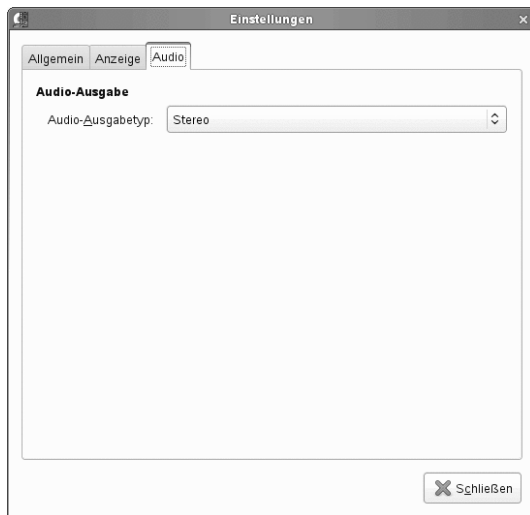 Einstellungen
Allgemein Anzeige Audio
Audio-Ausgabe
Audio-Ausgabetyp: Stereo
Schließen